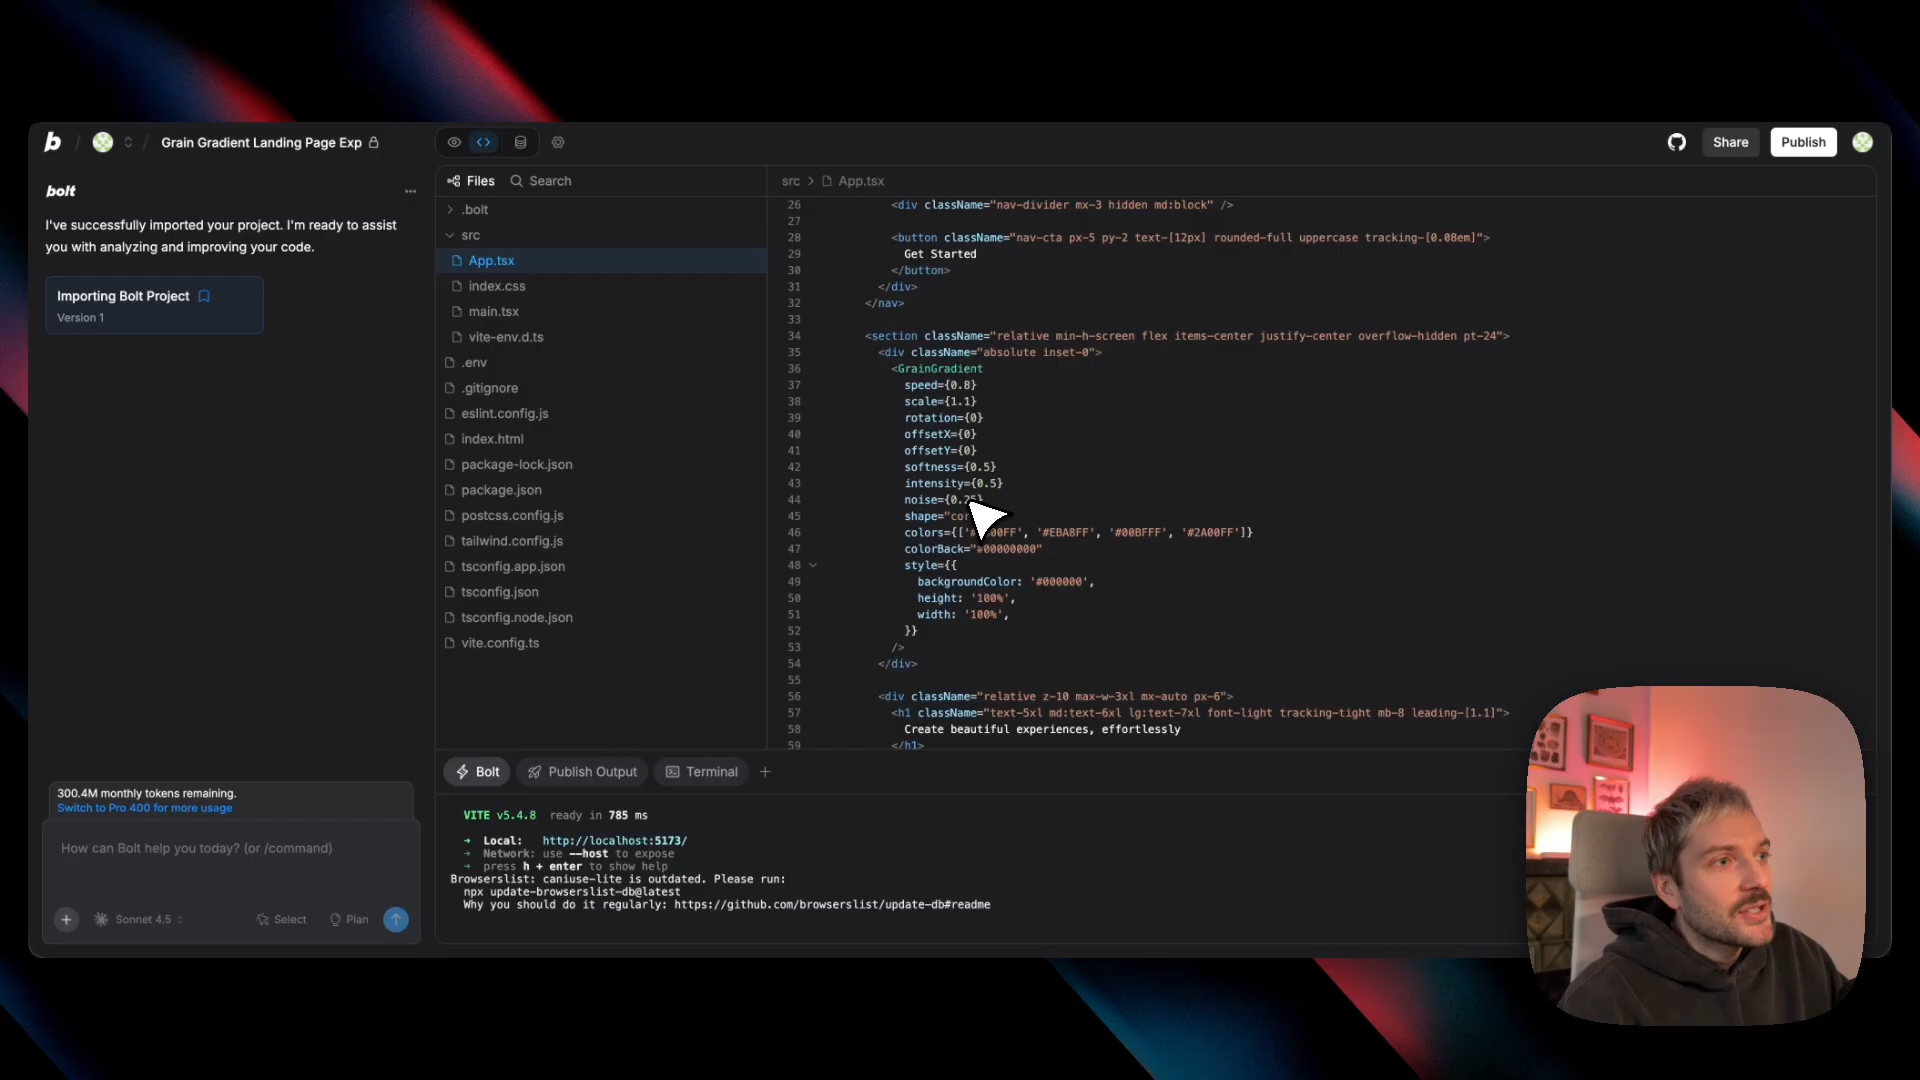 b / / Grain Gradient Landing Page Exp
Share
Publish
bolt
I've successfully imported your project. I'm ready to assist
you with analyzing and improving your code.
Importing Bolt Project
Version 1
300.4M monthly tokens remaining.
Switch to Pro 400 for more usage
How can Bolt help you today? (or /command)
Sonnet 4.5
Select
Plan
Files
Search
.bolt
src
App.tsx
index.css
main.tsx
vite-env.d.ts
.env
.gitignore
eslint.config.js
index.html
package-lock.json
package.json
postcss.config.js
tailwind.config.js
tsconfig.app.json
tsconfig.json
tsconfig.node.json
vite.config.ts
src > App.tsx
26 <div className="nav-divider mx-3 hidden md:block" />
27
28 <button className="nav-cta px-5 py-2 text-[12px] rounded-full uppercase tracking-[0.08em]">
29 Get Started
30 </button>
31 </div>
32 </nav>
33
34 <section className="relative min-h-screen flex items-center justify-center overflow-hidden pt-24">
35 <div className="absolute inset-0">
36 <GrainGradient
37 speed={0.8}
38 scale={1.1}
39 rotation={0}
40 offsetX={0}
41 offsetY={0}
42 softness={0.5}
43 intensity={0.5}
44 noise={0.25}
45 shape="
46 colors={['# 00FF', '#EBA8FF', '#00BFFF', '#2A00FF']}
47 colorBack="#00000000"
48 style={{
49 backgroundColor: '#000000',
50 height: '100%',
51 width: '100%',
52 }}
53 />
54 </div>
55
56 <div className="relative z-10 max-w-3xl mx-auto px-6">
57 <h1 className="text-5xl md:text-6xl lg:text-7xl font-light tracking-tight mb-8 leading-[1.1]">
58 Create beautiful experiences, effortlessly
59 </h1>
Bolt
Publish Output
Terminal
VITE v5.4.8 ready in 785 ms
➜ Local: http://localhost:5173/
➜ Network: use --host to expose
➜ press h + enter to show help
Browserslist: caniuse-lite is outdated. Please run:
npx update-browserslist-db@latest
Why you should do it regularly: https://github.com/browserslist/update-db#readme